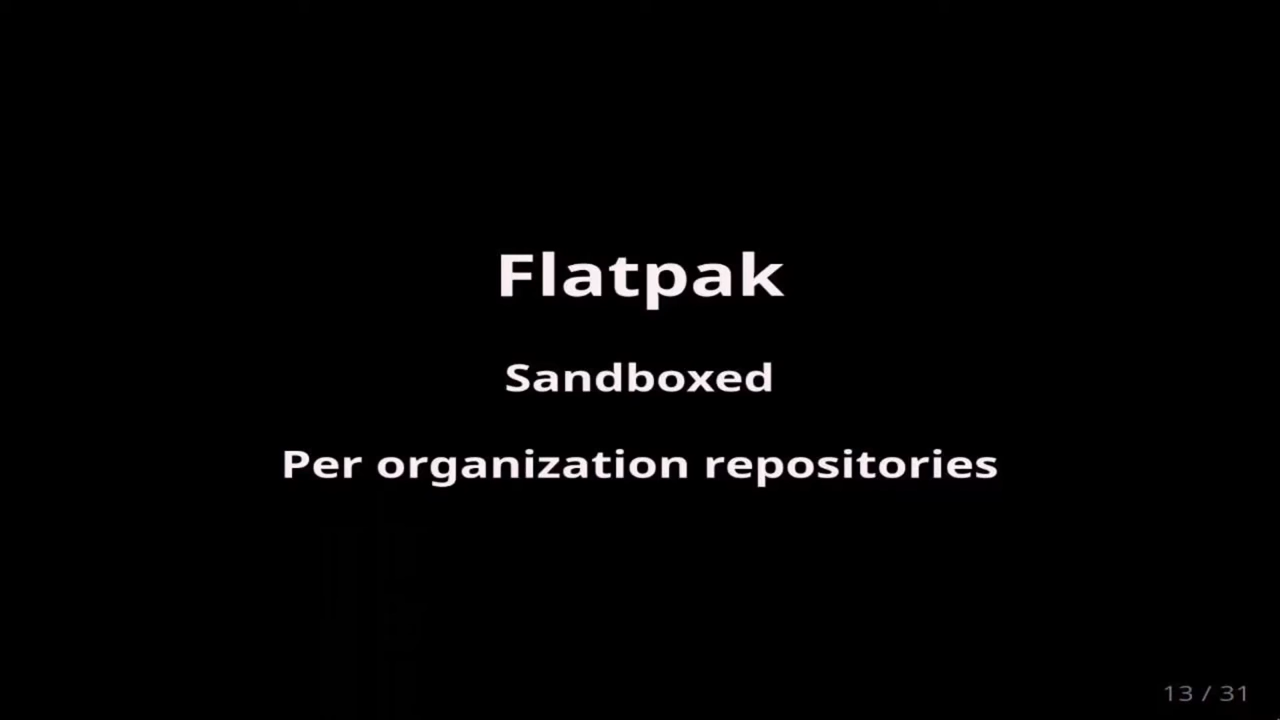 Flatpak
Sandboxed
Per organization repositories
13 / 31